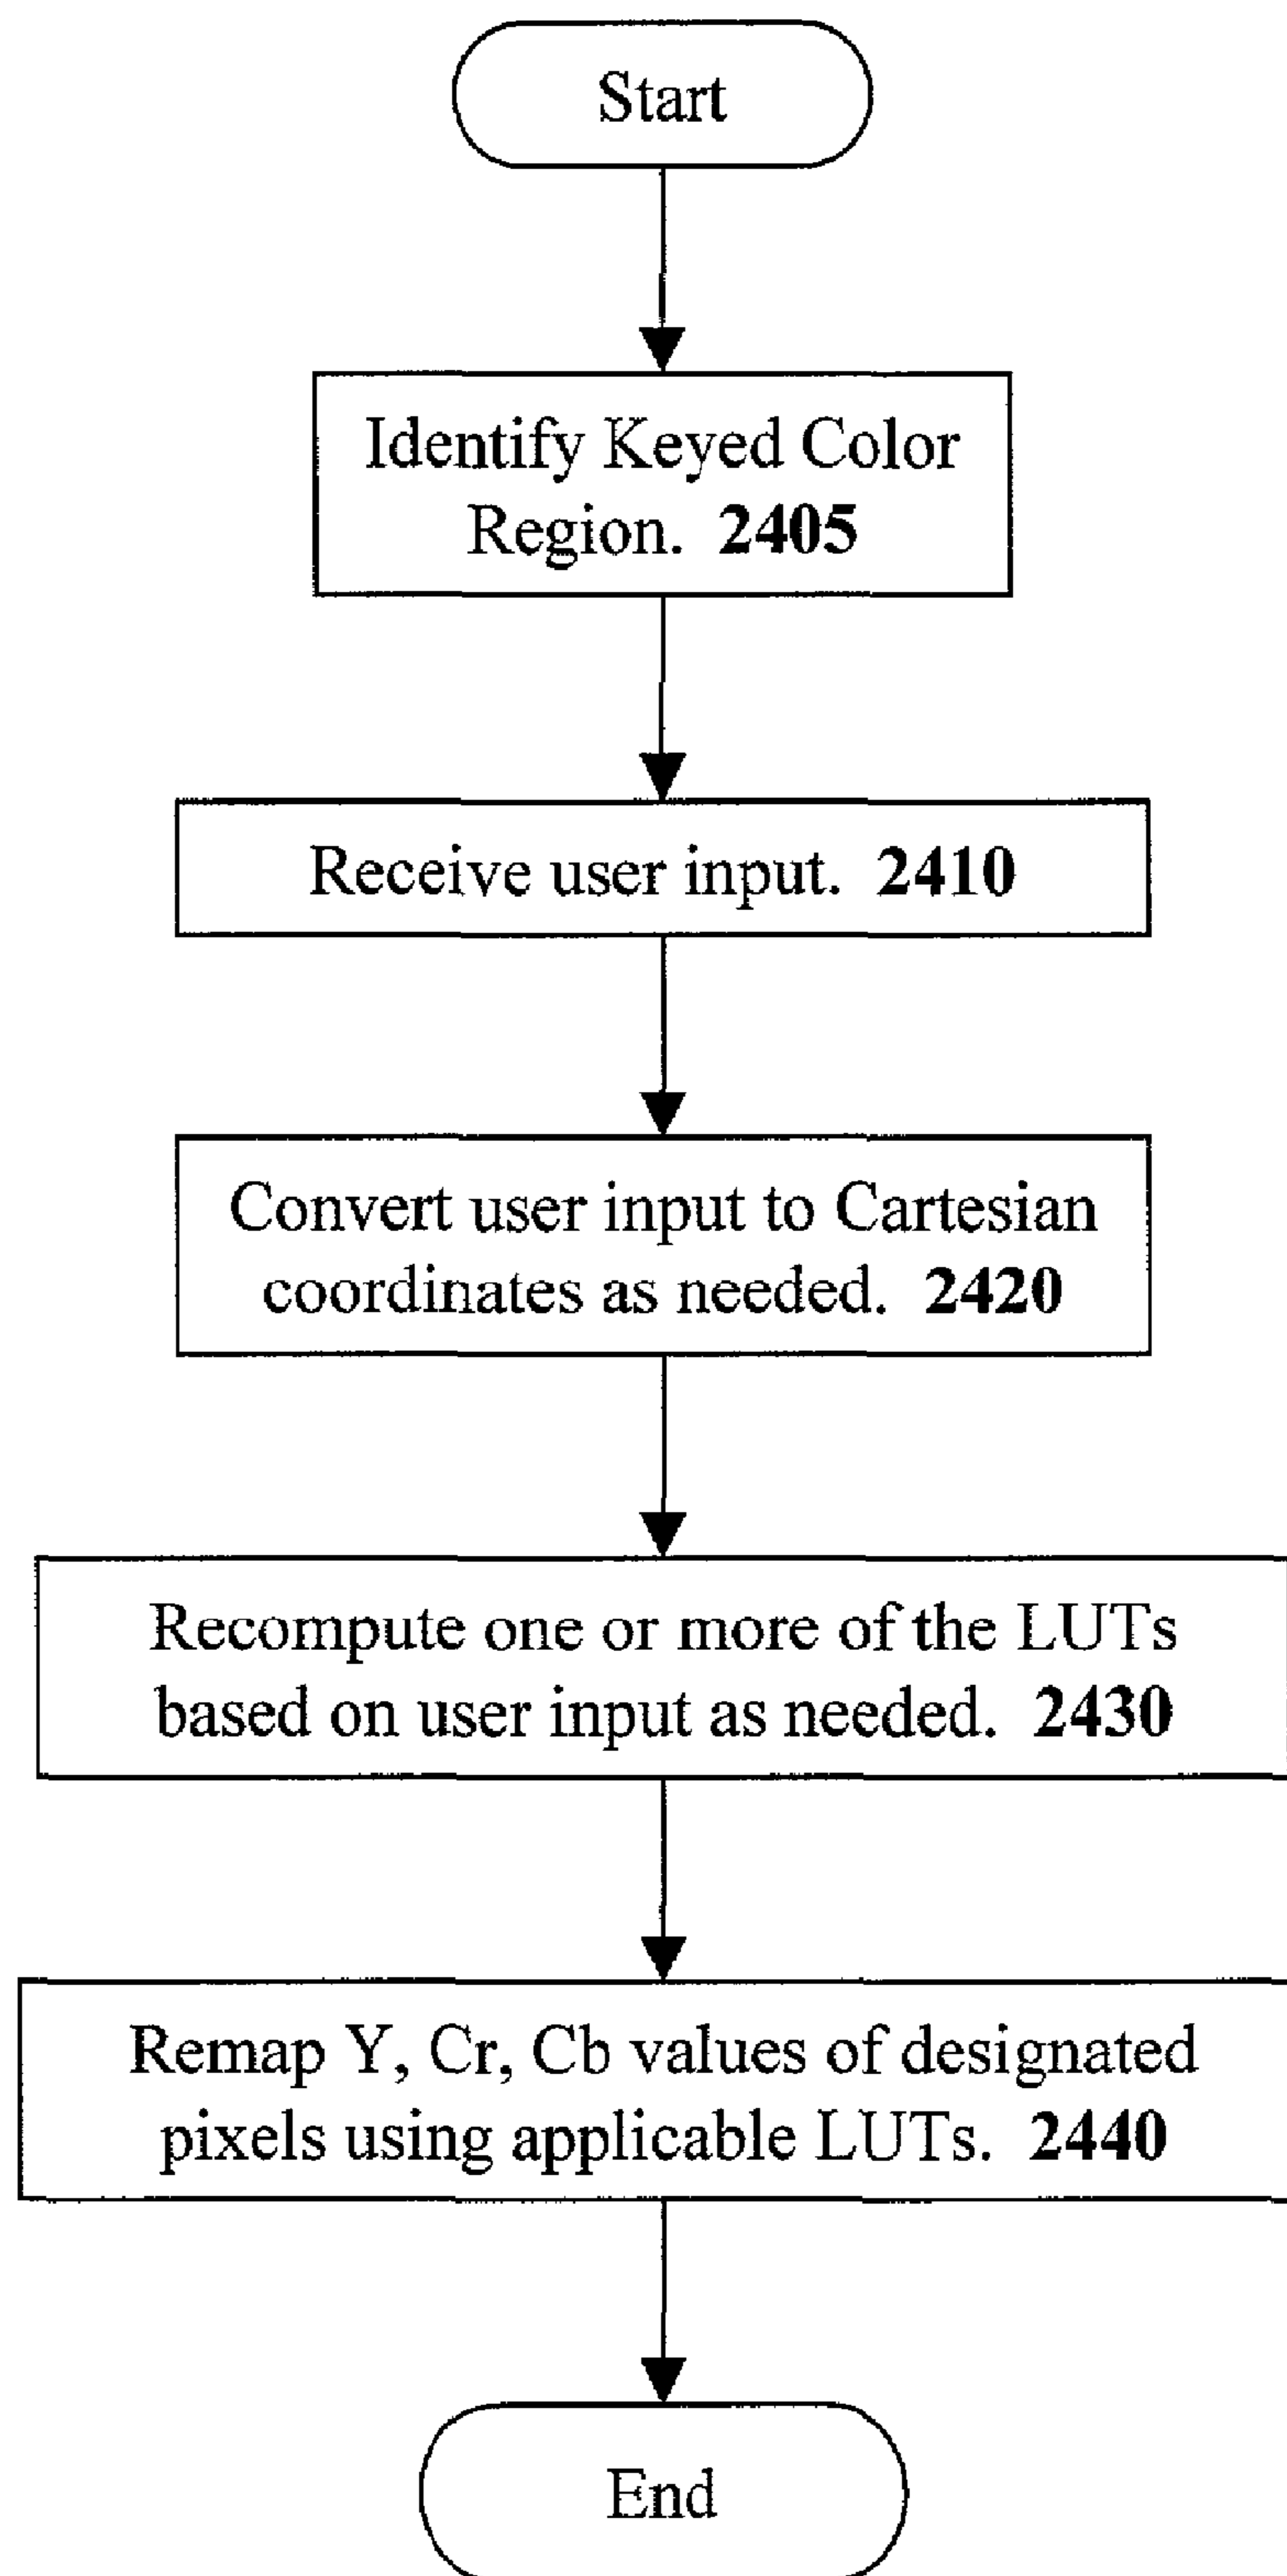 Start
Identify Keyed Color
Region. 2405
Receive user input. 2410
Convert user input to Cartesian
coordinates as needed. 2420
Recompute one or more of the LUTs
based on user input as needed. 2430
Remap Y, Cr, Cb values of designated
pixels using applicable LUTs. 2440
End